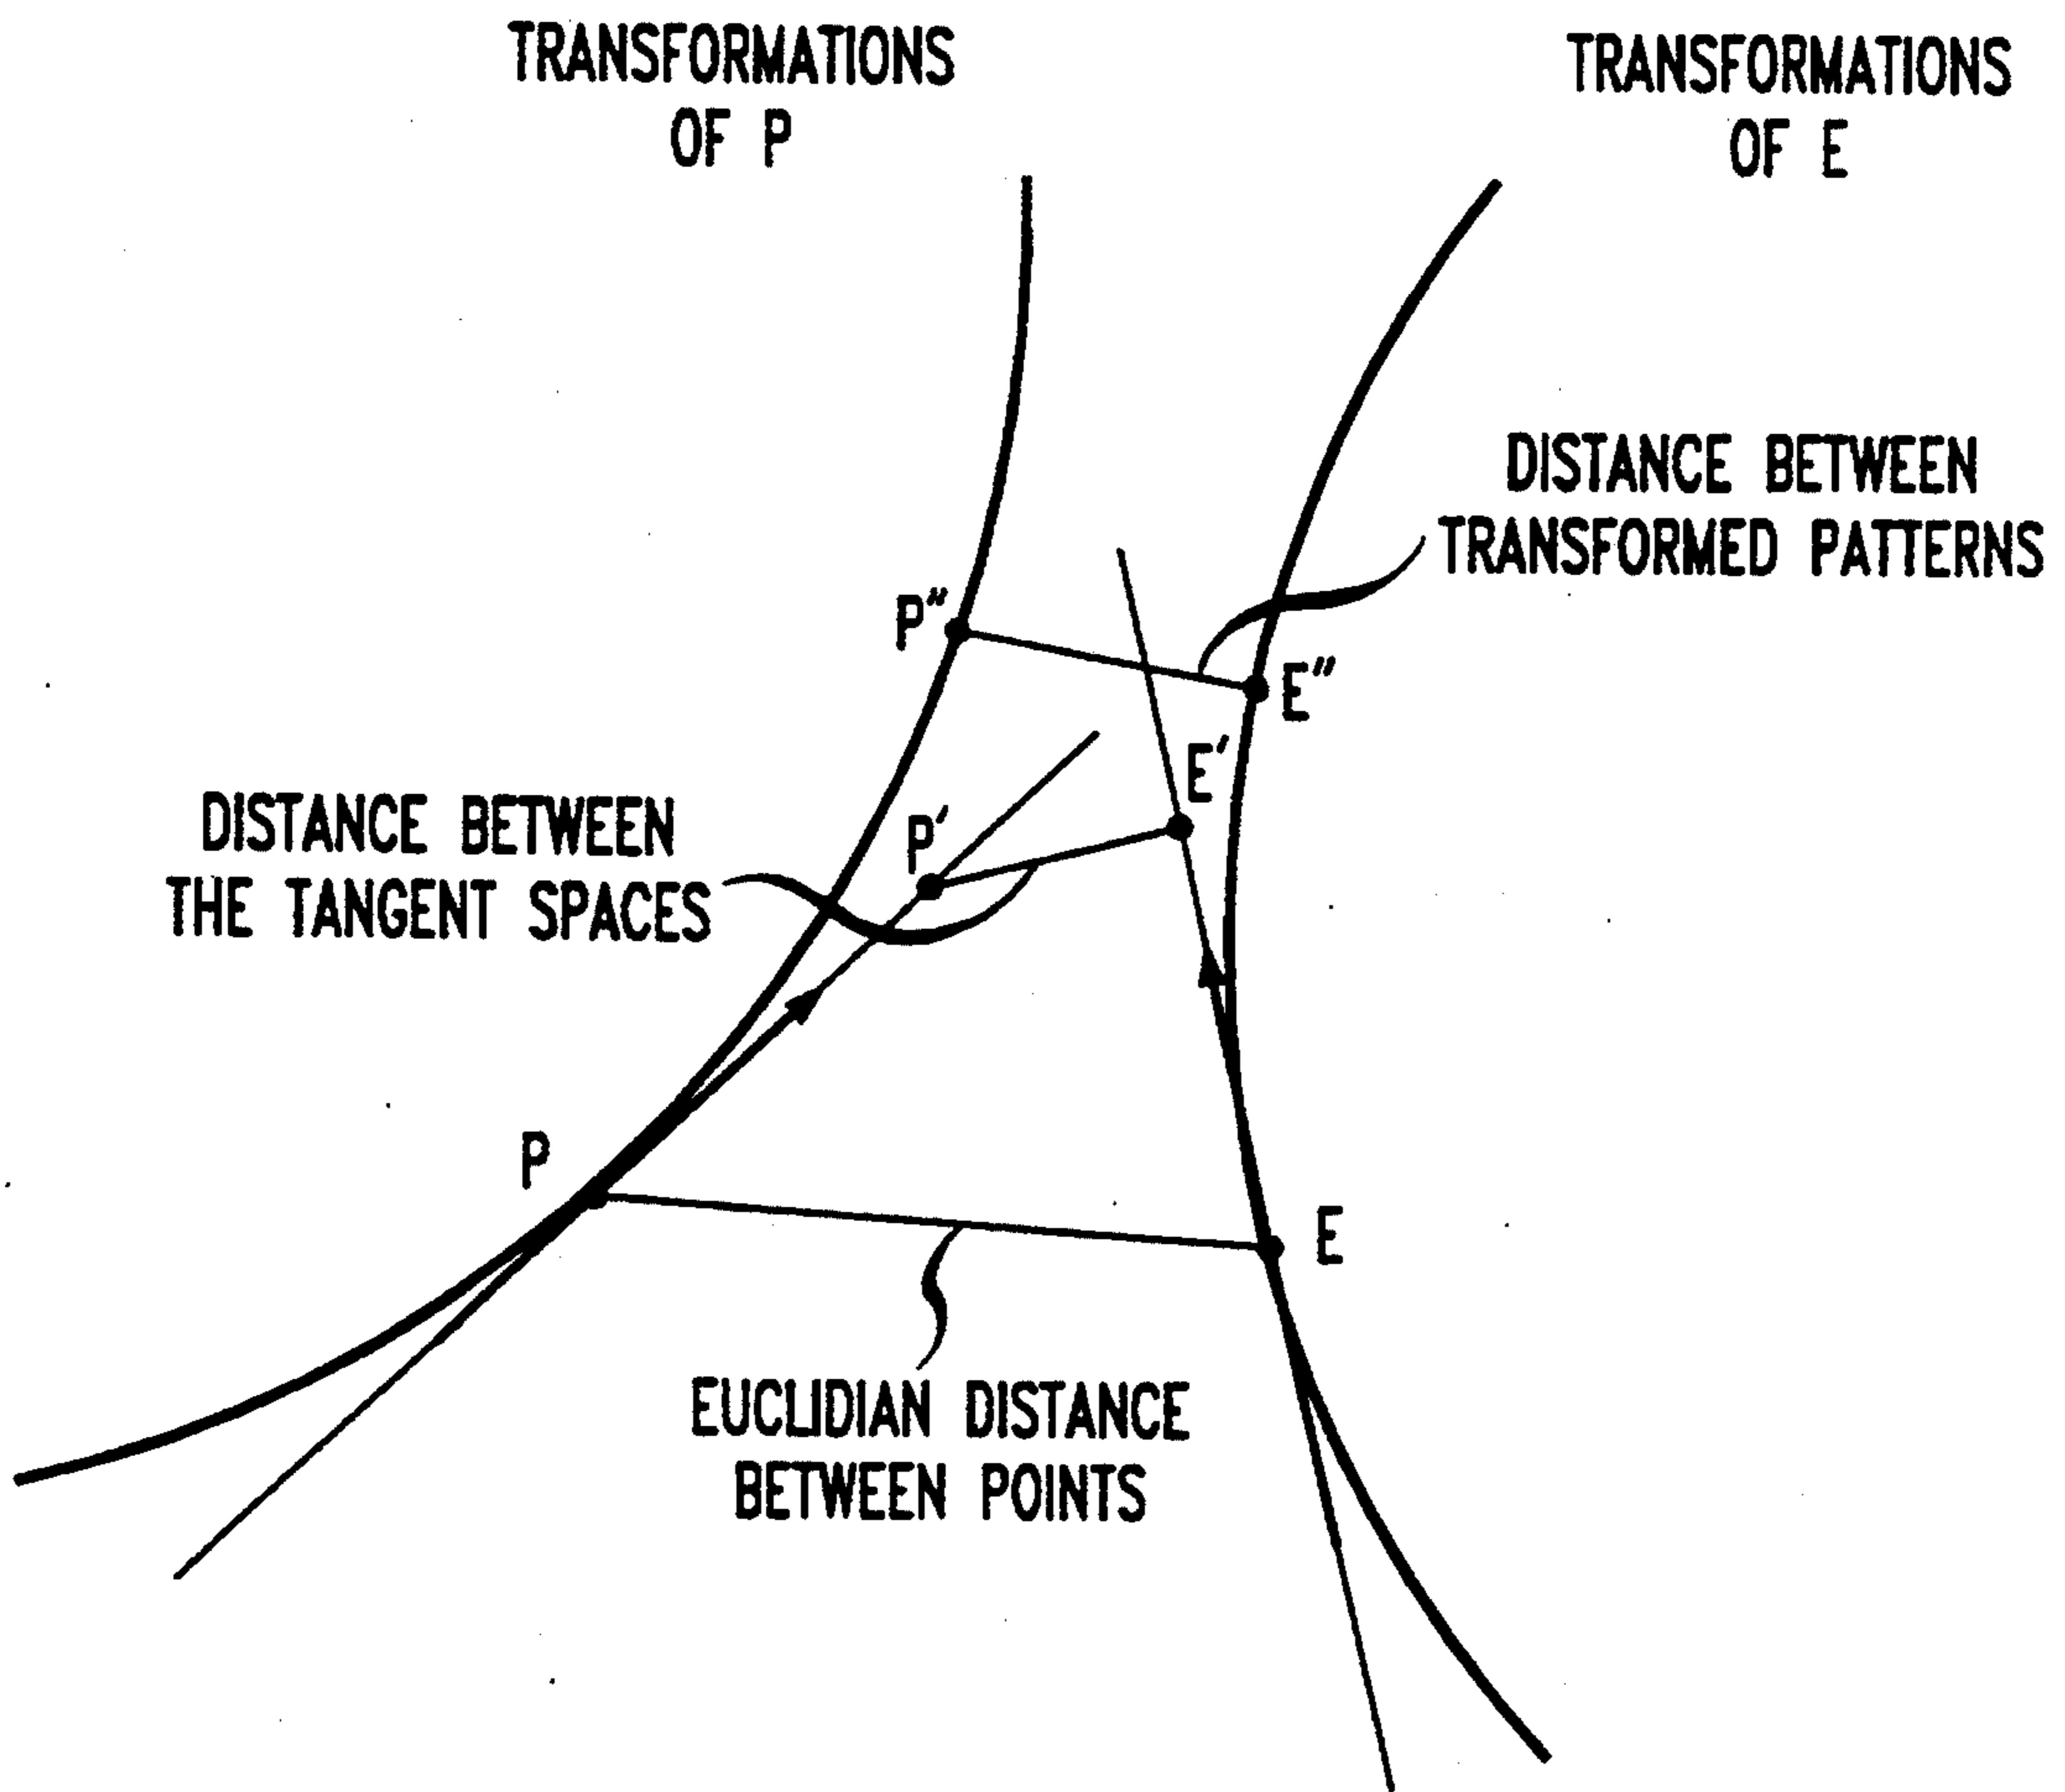 TRANSFORMATIONS
OF P
TRANSFORMATIONS
OF E
DISTANCE BETWEEN
TRANSFORMED PATTERNS
P"
E"
E'
P'
DISTANCE BETWEEN
THE TANGENT SPACES
P
E
EUCLIDIAN DISTANCE
BETWEEN POINTS